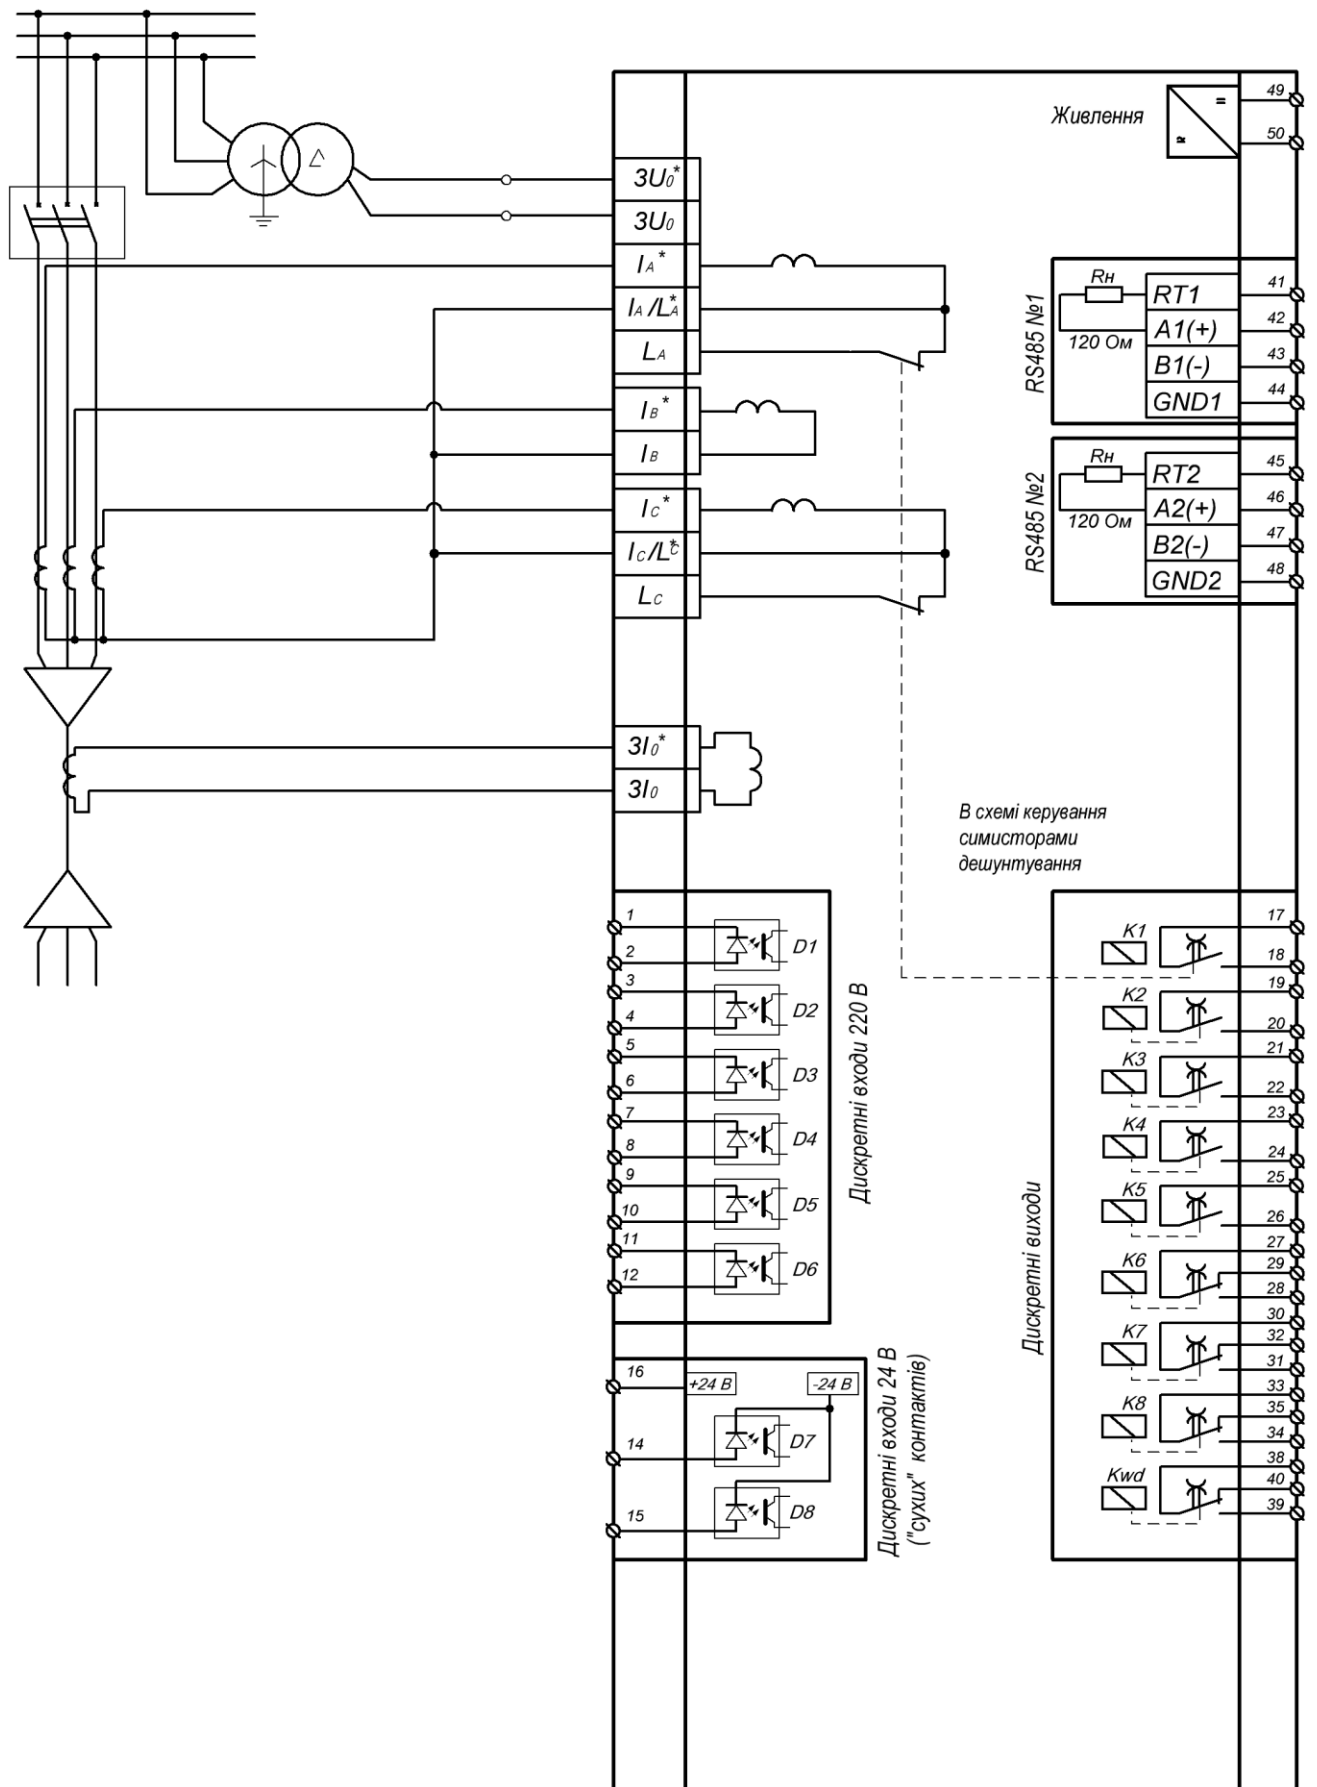 3U0*
3U0
IA*
IA/LA*
LA
IB*
IB
IC*
IC/LC*
LC
3I0*
3I0
Живлення
49
50
RS485 №1
Rн
120 Ом
RT1
A1(+)
B1(-)
GND1
41
42
43
44
RS485 №2
Rн
120 Ом
RT2
A2(+)
B2(-)
GND2
45
46
47
48
В схемі керування
симисторами
дешунтування
1
2
D1
3
4
D2
5
6
D3
7
8
D4
9
10
D5
11
12
D6
Дискретні входи 220 В
16
+24 В
-24 В
14
D7
15
D8
Дискретні входи 24 В
("сухих" контактів)
Дискретні виходи
K1
17
18
K2
19
20
K3
21
22
K4
23
24
K5
25
26
K6
27
29
28
K7
30
32
31
K8
33
35
34
Kwd
38
40
39